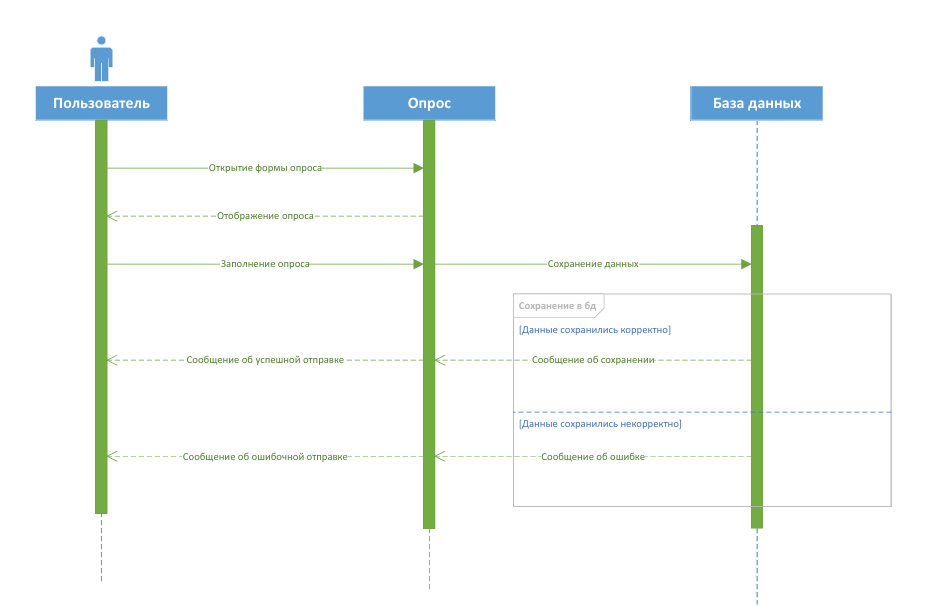 Пользователь
Опрос
База данных
Открытие формы опроса
Отображение опроса
Заполнение опроса
Сохранение данных
Сохранение в бд
[Данные сохранились корректно]
Сообщение об успешной отправке
Сообщение об сохранении
[Данные сохранились некорректно]
Сообщение об ошибочной отправке
Сообщение об ошибке